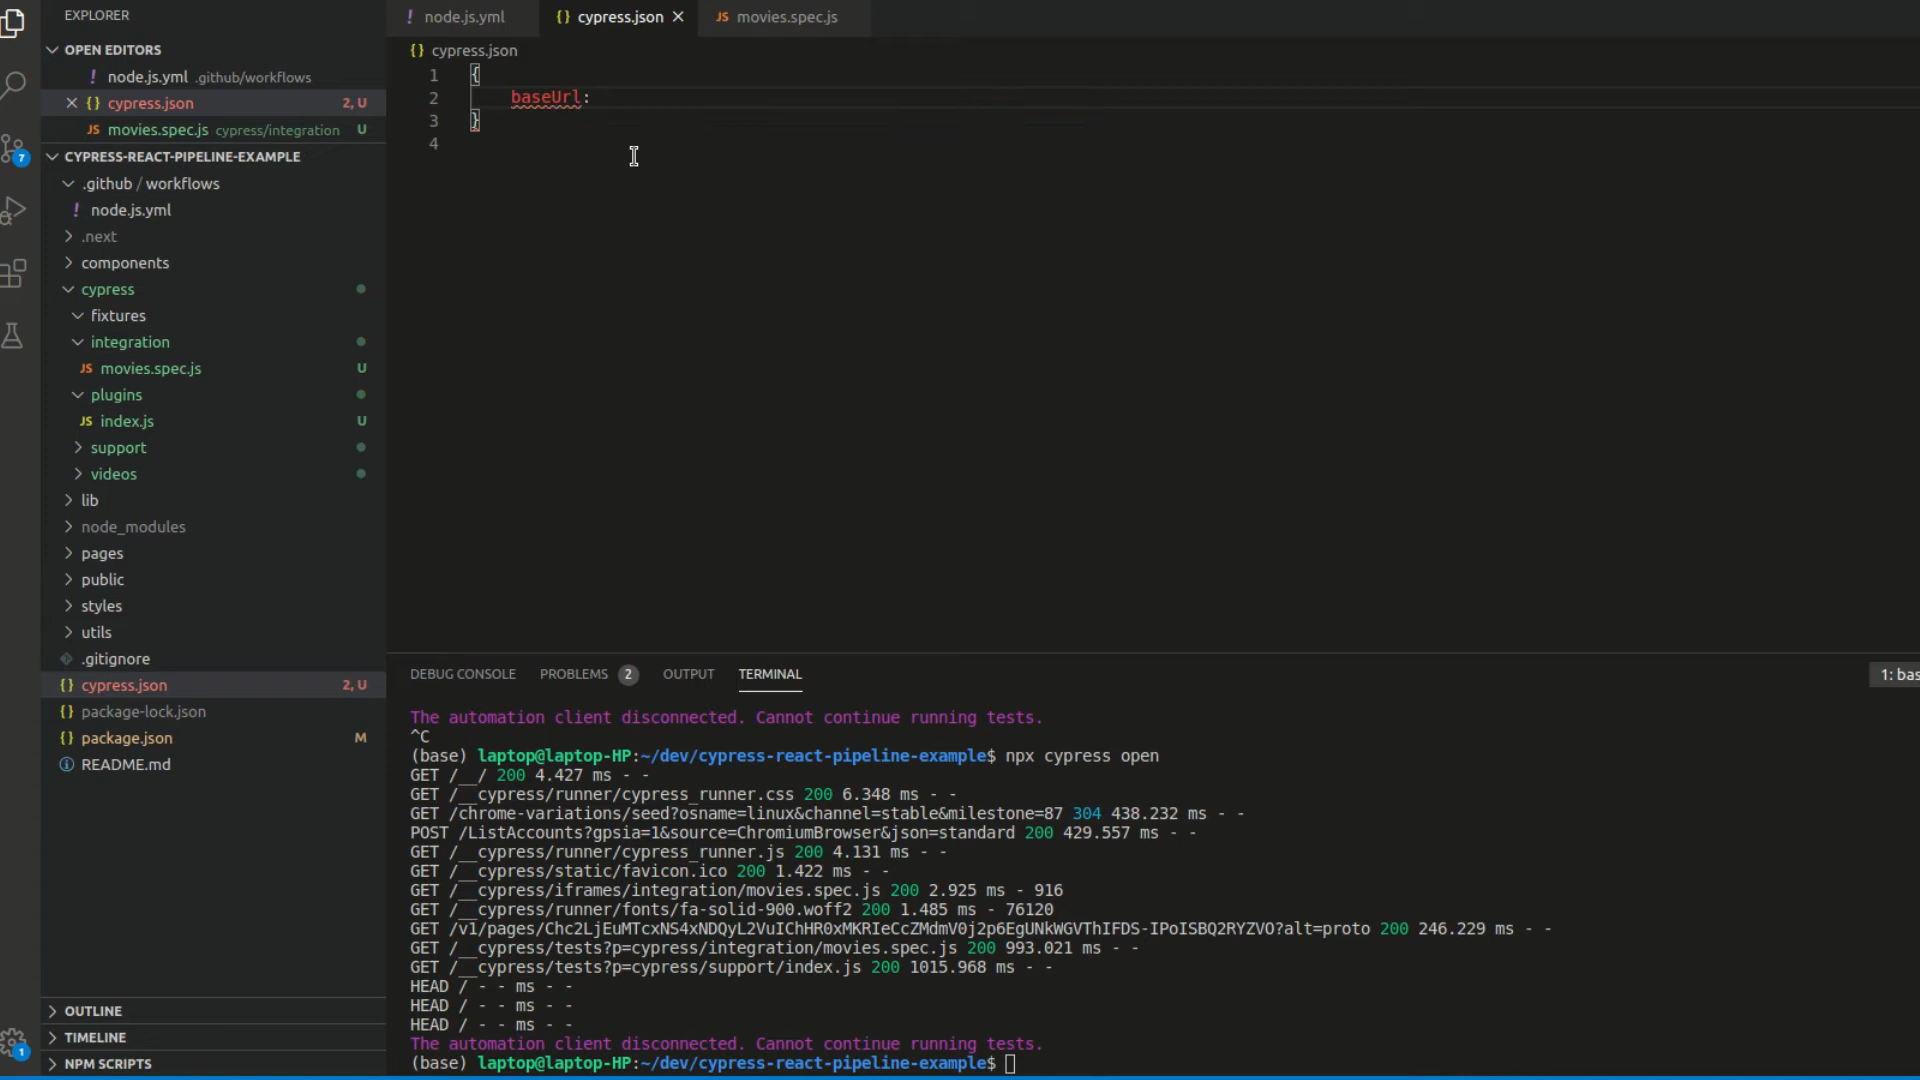 EXPLORER
OPEN EDITORS
! node.js.yml .github/workflows
{} cypress.json 2, U
JS movies.spec.js cypress/integration U
CYPRESS-REACT-PIPELINE-EXAMPLE
.github / workflows
! node.js.yml
.next
components
cypress
fixtures
integration
JS movies.spec.js U
plugins
JS index.js U
support
videos
lib
node_modules
pages
public
styles
utils
.gitignore
{} cypress.json 2, U
{} package-lock.json
{} package.json M
README.md
OUTLINE
TIMELINE
NPM SCRIPTS
7
1
! node.js.yml {} cypress.json JS movies.spec.js
{} cypress.json
1 {
2 baseUrl:
3 }
4
DEBUG CONSOLE PROBLEMS 2 OUTPUT TERMINAL 1: bas
The automation client disconnected. Cannot continue running tests.
^C
(base) laptop@laptop-HP:~/dev/cypress-react-pipeline-example$ npx cypress open
GET /__/ 200 4.427 ms - -
GET /__cypress/runner/cypress_runner.css 200 6.348 ms - -
GET /chrome-variations/seed?osname=linux&channel=stable&milestone=87 304 438.232 ms - -
POST /ListAccounts?gpsia=1&source=ChromiumBrowser&json=standard 200 429.557 ms - -
GET /__cypress/runner/cypress_runner.js 200 4.131 ms - -
GET /__cypress/static/favicon.ico 200 1.422 ms - -
GET /__cypress/iframes/integration/movies.spec.js 200 2.925 ms - 916
GET /__cypress/runner/fonts/fa-solid-900.woff2 200 1.485 ms - 76120
GET /v1/pages/Chc2LjEuMTcxNS4xNDQyL2VuIChHR0xMKRIeCcZMdmV0j2p6EgUNkWGVThIFDS-IPoISBQ2RYZVO?alt=proto 200 246.229 ms - -
GET /__cypress/tests?p=cypress/integration/movies.spec.js 200 993.021 ms - -
GET /__cypress/tests?p=cypress/support/index.js 200 1015.968 ms - -
HEAD / - - ms - -
HEAD / - - ms - -
HEAD / - - ms - -
The automation client disconnected. Cannot continue running tests.
(base) laptop@laptop-HP:~/dev/cypress-react-pipeline-example$